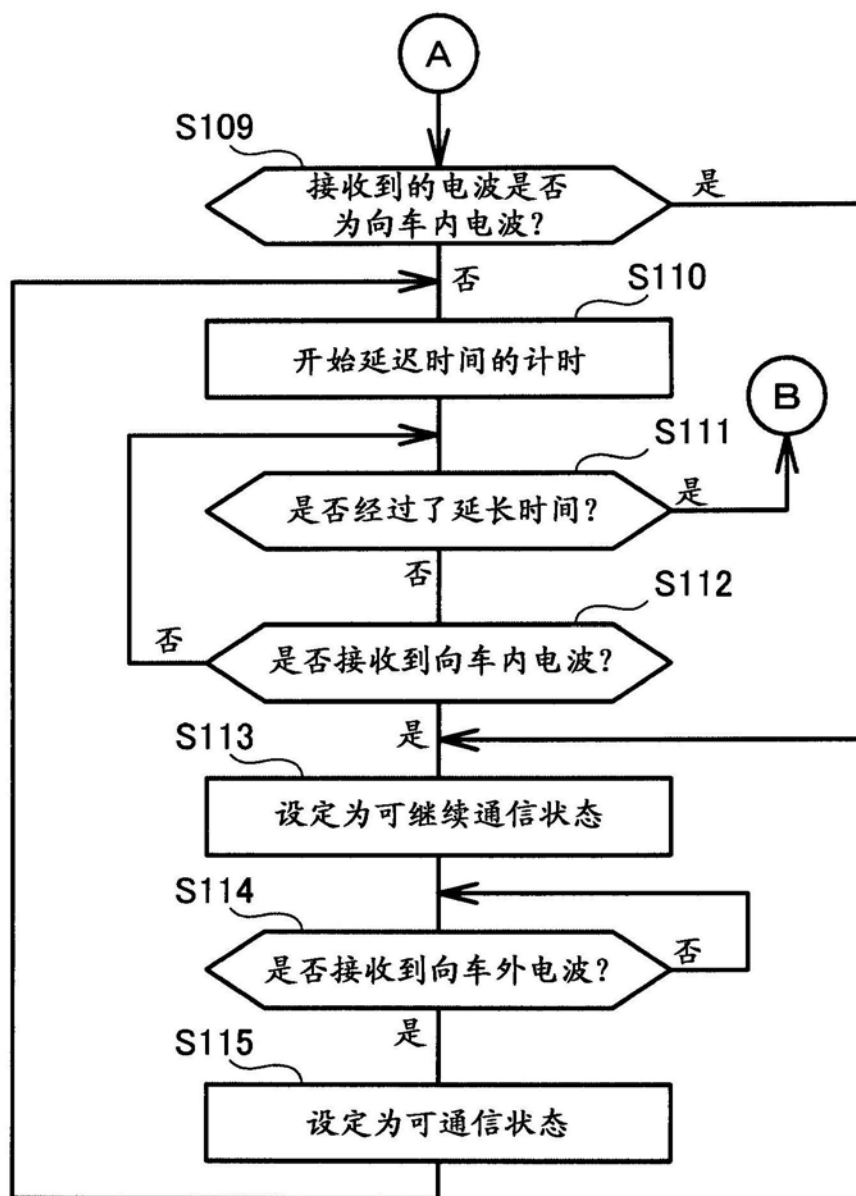 A
S109
接收到的电波是否
为向车内电波?
是
否
S110
开始延迟时间的计时
B
S111
是否经过了延长时间?
是
否
S112
是否接收到向车内电波?
否
是
S113
设定为可继续通信状态
S114
是否接收到向车外电波?
否
是
S115
设定为可通信状态